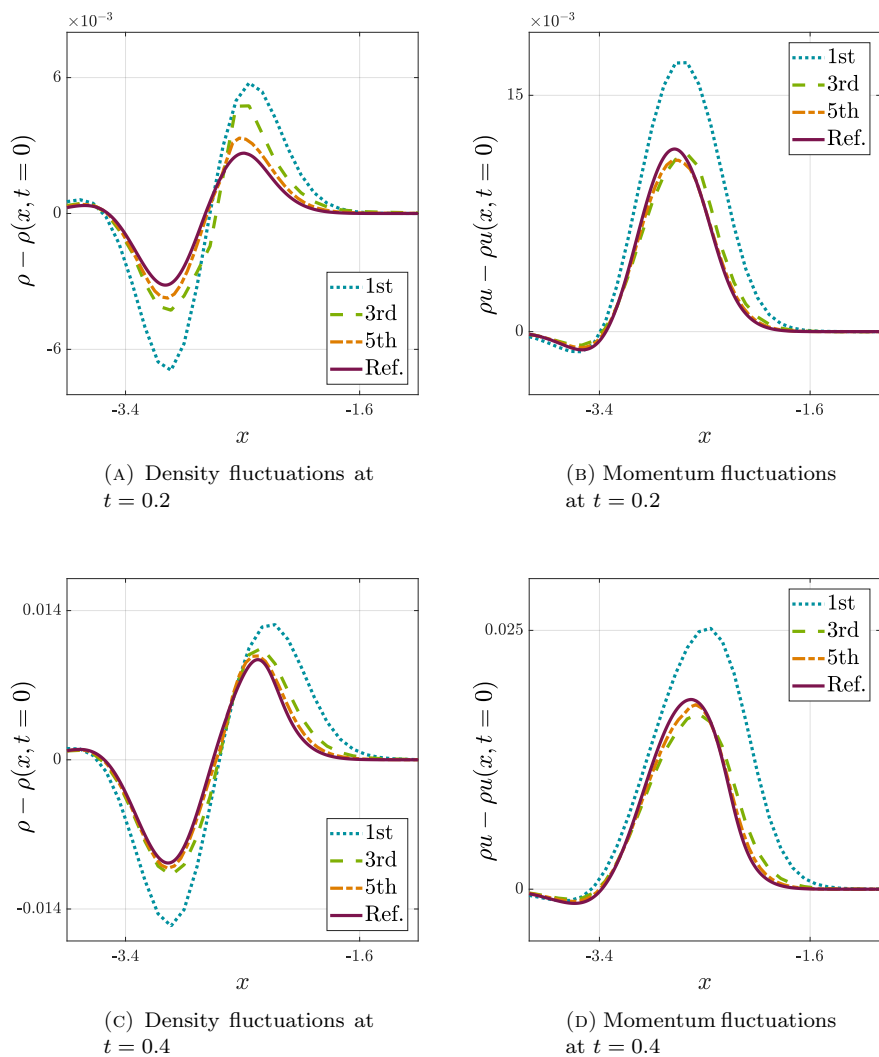 ×10⁻³
6
0
-6
-3.4
-1.6
x
ρ − ρ(x, t = 0)
1st
3rd
5th
Ref.
(A) Density fluctuations at
t = 0.2
×10⁻³
15
0
-3.4
-1.6
x
ρu − ρu(x, t = 0)
1st
3rd
5th
Ref.
(B) Momentum fluctuations
at t = 0.2
0.014
0
-0.014
-3.4
-1.6
x
ρ − ρ(x, t = 0)
1st
3rd
5th
Ref.
(C) Density fluctuations at
t = 0.4
0.025
0
-3.4
-1.6
x
ρu − ρu(x, t = 0)
1st
3rd
5th
Ref.
(D) Momentum fluctuations
at t = 0.4